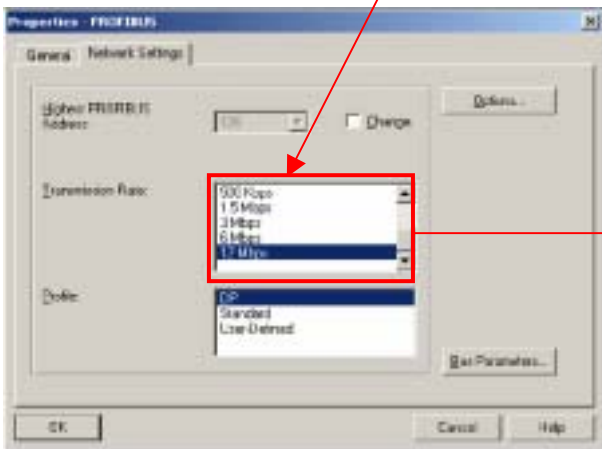 Properties - PROFIBUS
General Network Settings
Highest PROFIBUS
Address:
126
Change
Options...
Transmission Rate:
500 Kbps
1.5 Mbps
3 Mbps
6 Mbps
12 Mbps
Profile:
DP
Standard
User-Defined
Bus Parameters...
OK
Cancel
Help